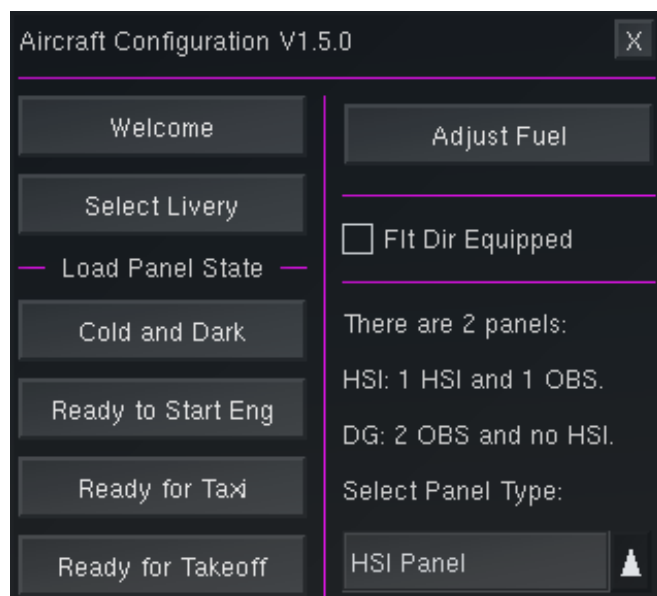 Aircraft Configuration V1.5.0
X
Welcome
Select Livery
Load Panel State
Cold and Dark
Ready to Start Eng
Ready for Taxi
Ready for Takeoff
Adjust Fuel
Flt Dir Equipped
There are 2 panels:
HSI: 1 HSI and 1 OBS.
DG: 2 OBS and no HSI.
Select Panel Type:
HSI Panel